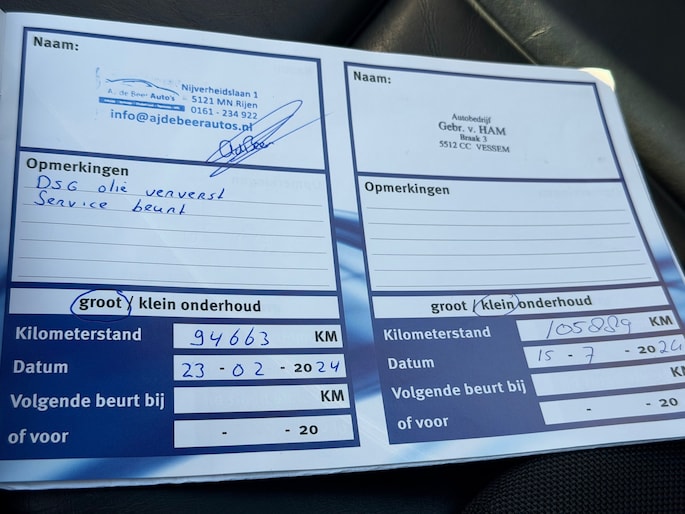 Naam:
A. de Beer Auto's
Nijverheidslaan 1
5121 MN Rijen
0161 - 234 922
info@ajdebeerautos.nl
Opmerkingen
DSG olie ververst
Service beurt
groot / klein onderhoud
Kilometerstand 94663 KM
Datum 23 - 02 - 2024
Volgende beurt bij KM
of voor - - 20
Naam:
Autobedrijf
Gebr. v. HAM
Braak 3
5512 CC VESSEM
Opmerkingen
groot / klein onderhoud
Kilometerstand 105889 KM
Datum 15 - 7 - 2024
Volgende beurt bij KM
of voor - - 20